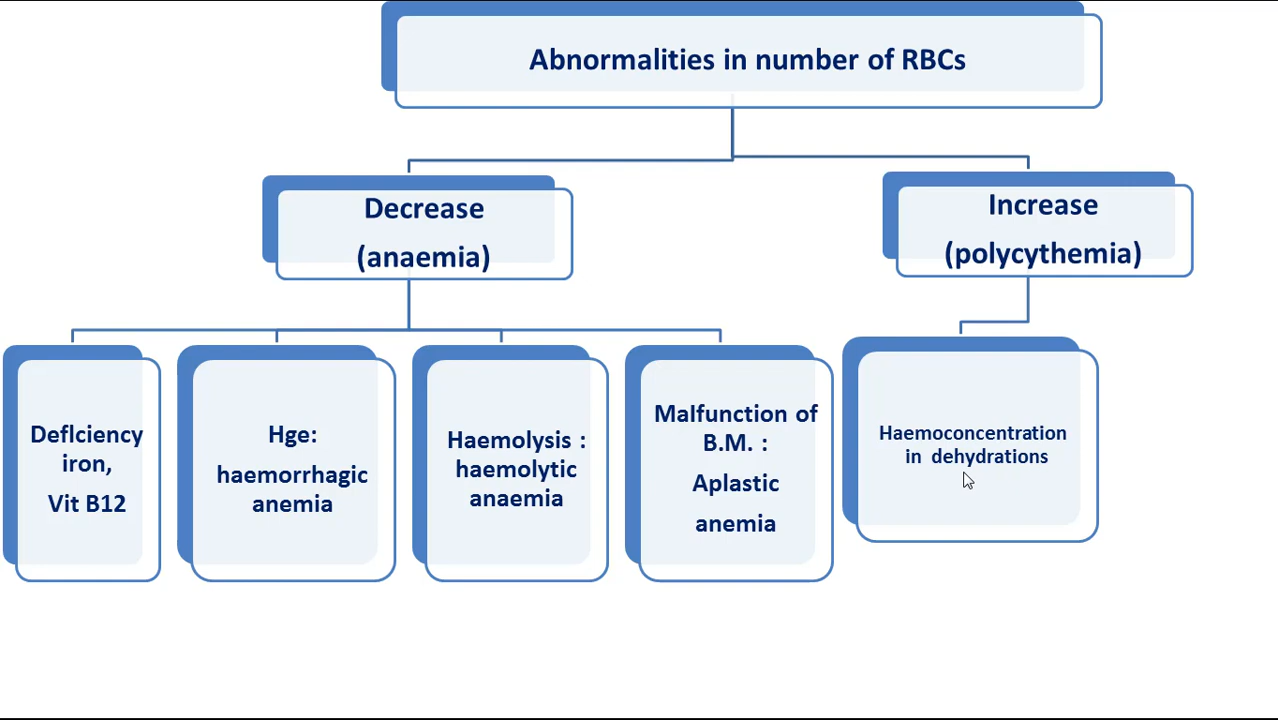 Abnormalities in number of RBCs
Decrease
(anaemia)
Increase
(polycythemia)
Deficiency
iron,
Vit B12
Hge:
haemorrhagic
anemia
Haemolysis :
haemolytic
anaemia
Malfunction of
B.M. :
Aplastic
anemia
Haemoconcentration
in dehydrations